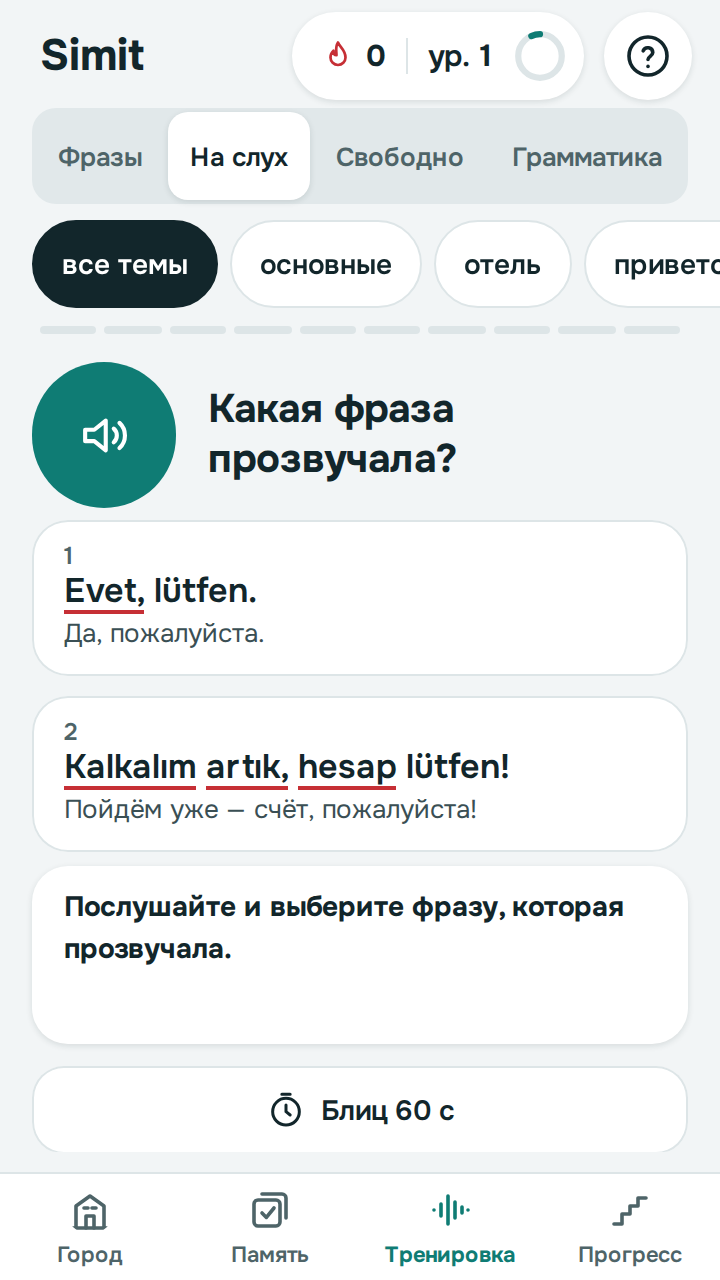 Simit
0
ур. 1
Фразы
На слух
Свободно
Грамматика
все темы
основные
отель
Какая фраза
прозвучала?
1
Evet, lütfen.
Да, пожалуйста.
2
Kalkalım artık, hesap lütfen!
Пойдём уже — счёт, пожалуйста!
Послушайте и выберите фразу, которая
прозвучала.
Блиц 60 с
Город
Память
Тренировка
Прогресс